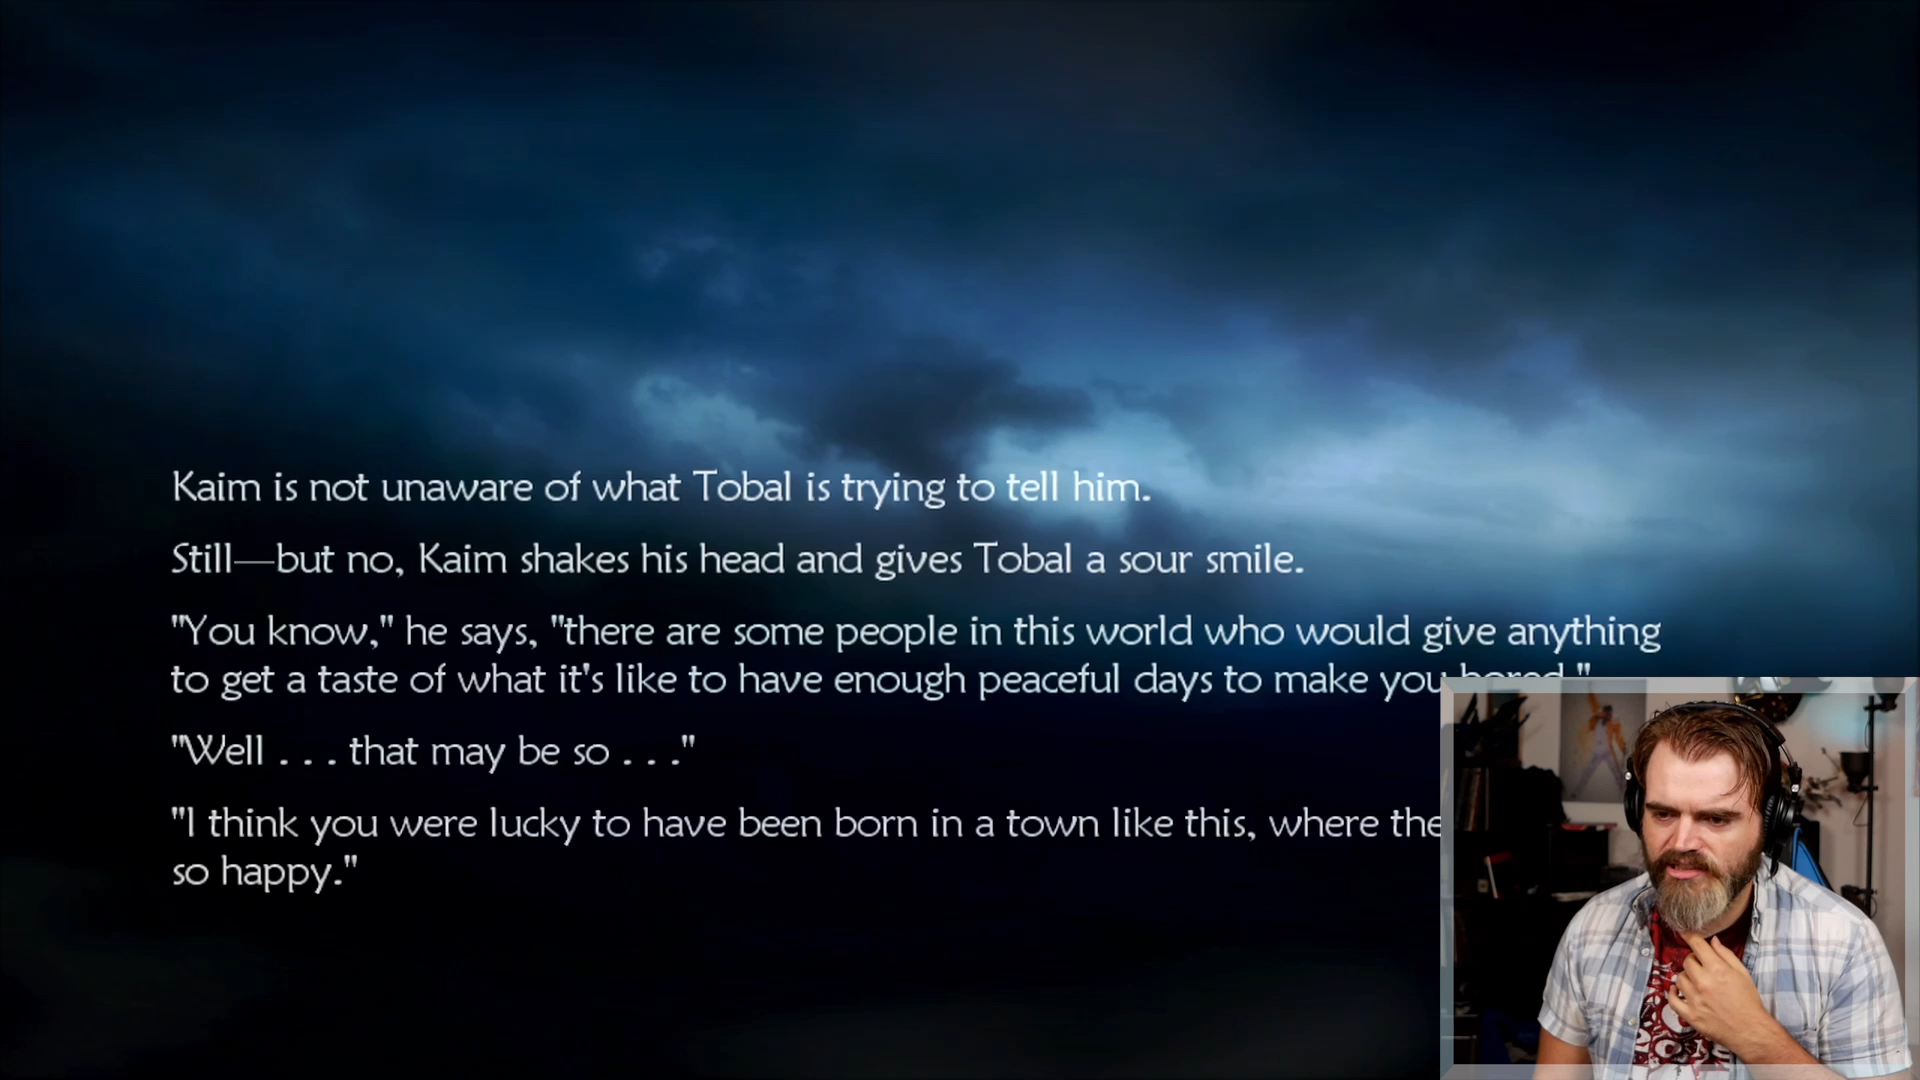 Kaim is not unaware of what Tobal is trying to tell him.
Still—but no, Kaim shakes his head and gives Tobal a sour smile.
"You know," he says, "there are some people in this world who would give anything
to get a taste of what it's like to have enough peaceful days to make you bored."
"Well . . . that may be so . . ."
"I think you were lucky to have been born in a town like this, where
so happy."